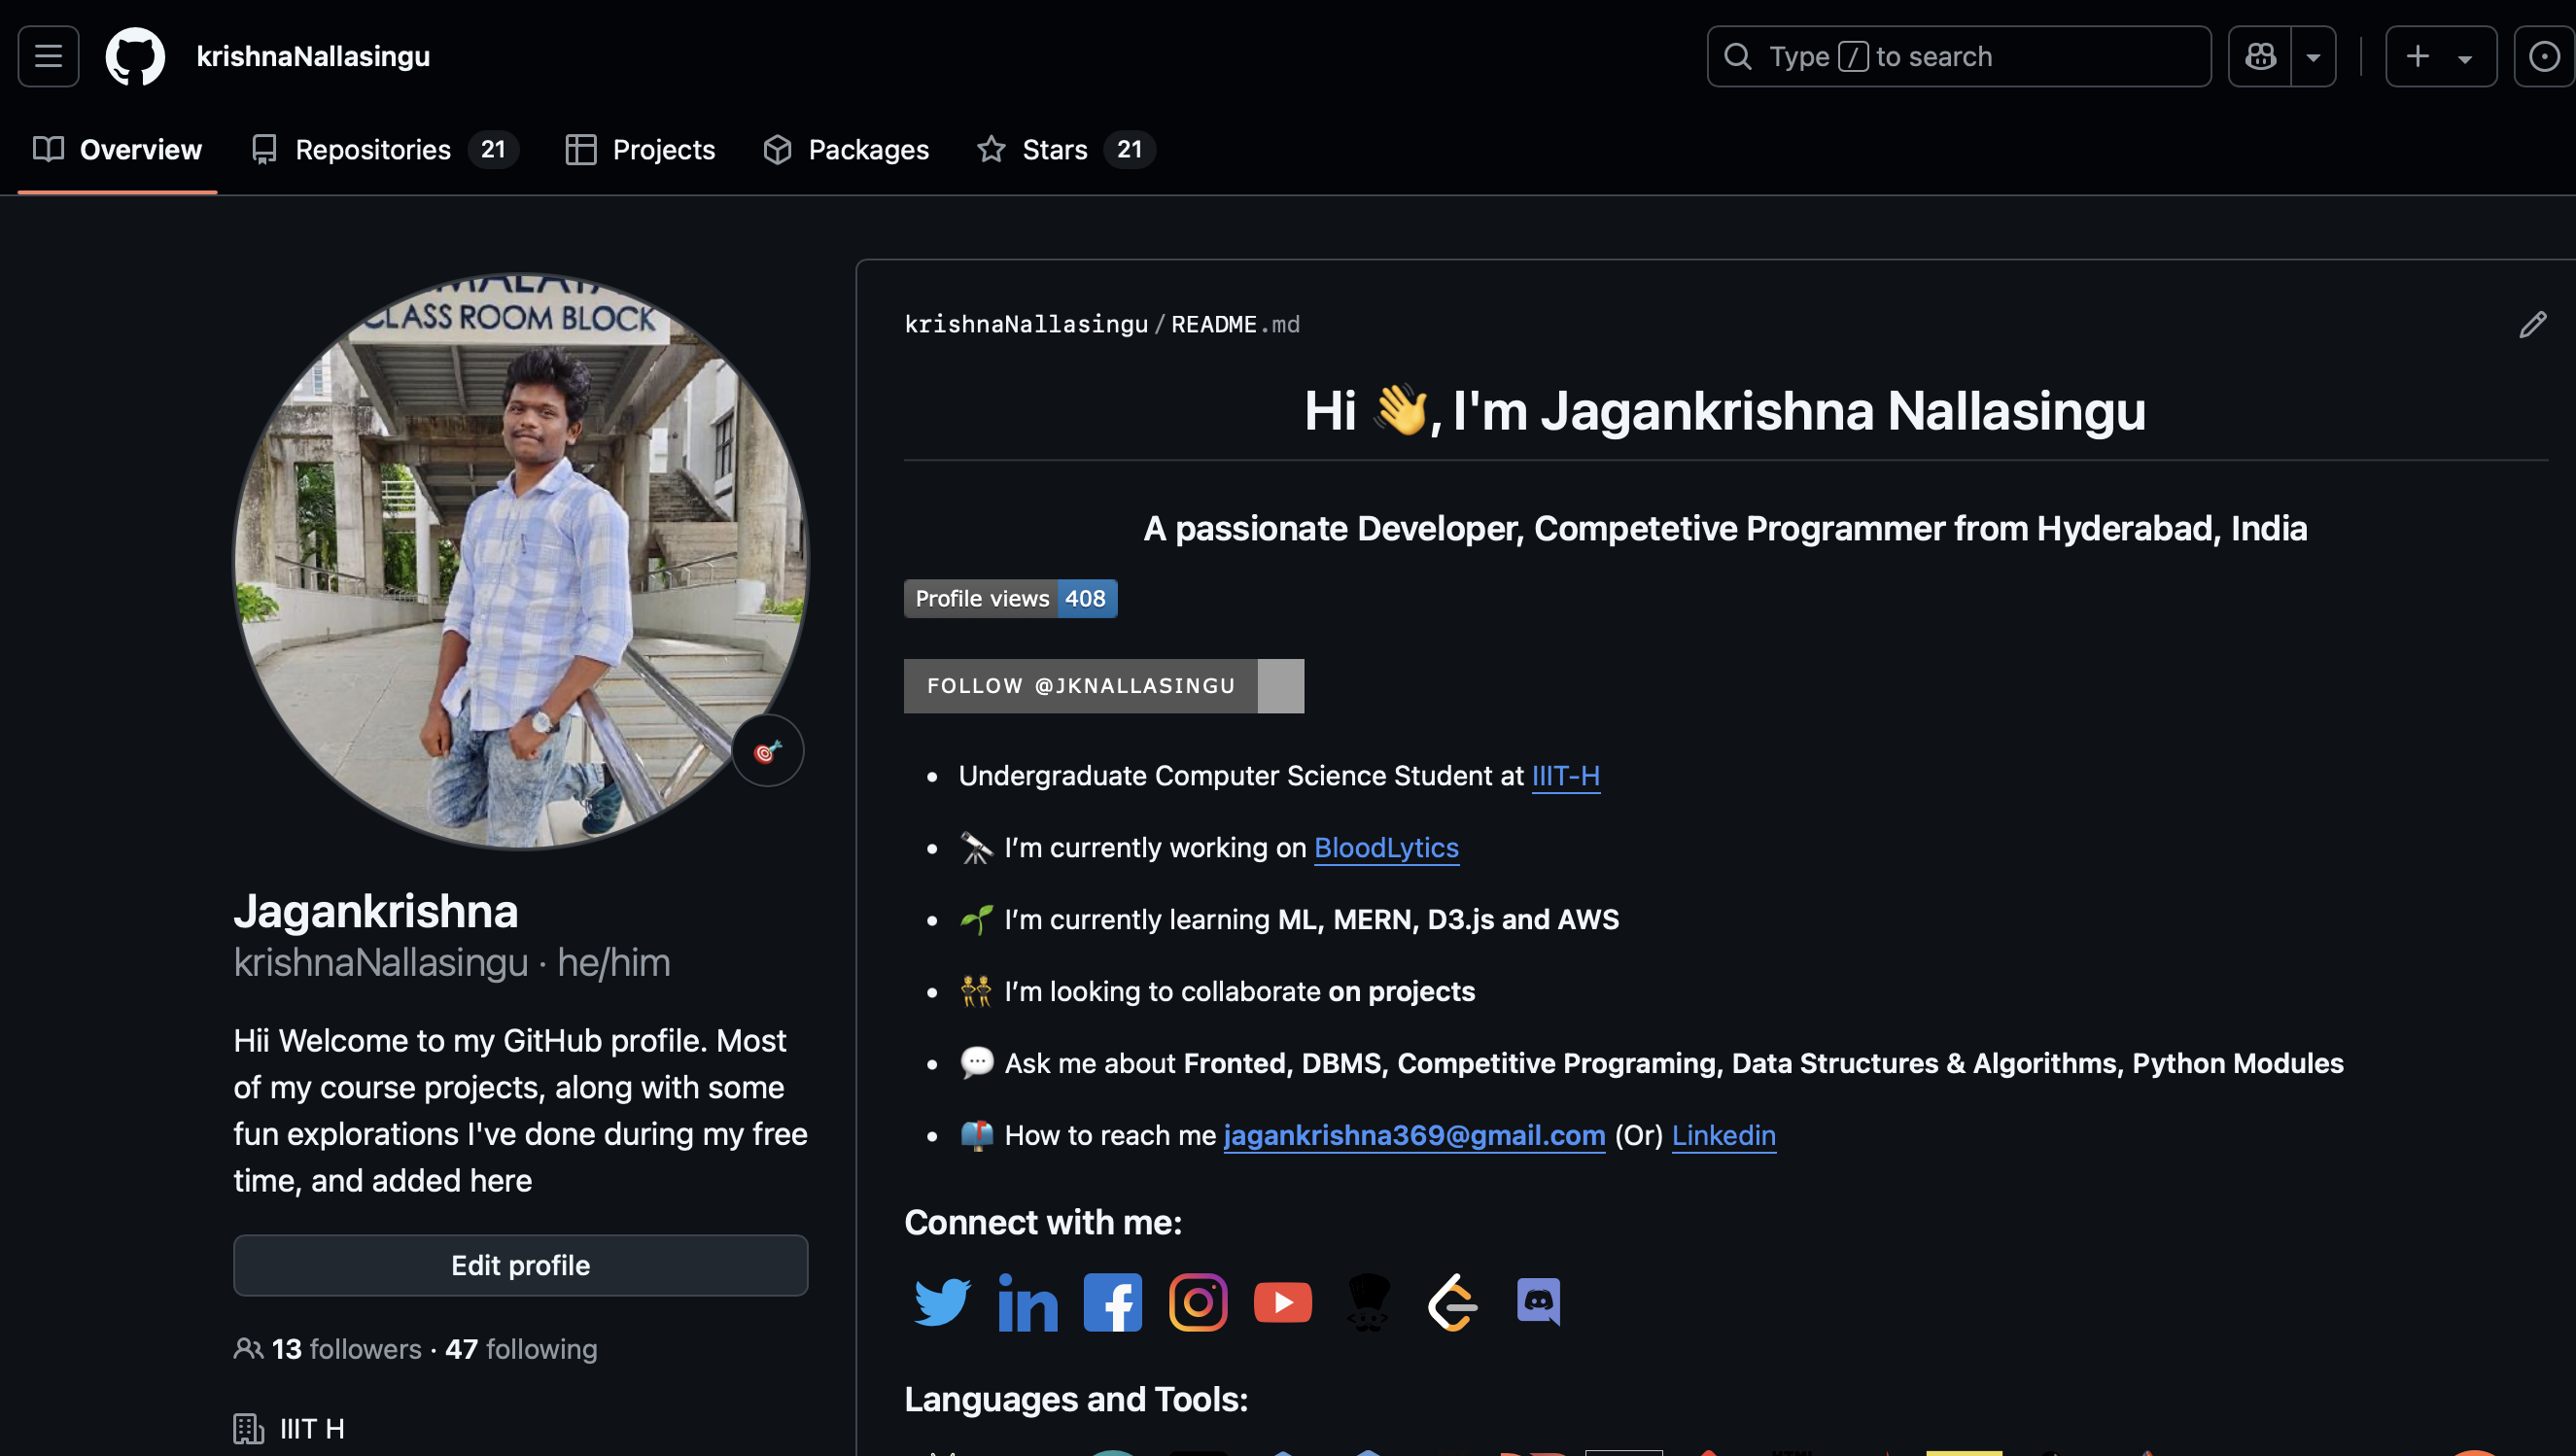 krishnaNallasingu
Type / to search
Overview
Repositories 21
Projects
Packages
Stars 21
CLASS ROOM BLOCK
krishnaNallasingu / README.md
Hi 👋, I'm Jagankrishna Nallasingu
A passionate Developer, Competetive Programmer from Hyderabad, India
Profile views 408
FOLLOW @JKNALLASINGU
Undergraduate Computer Science Student at IIIT-H
🔭 I’m currently working on BloodLytics
🌱 I’m currently learning ML, MERN, D3.js and AWS
👯 I’m looking to collaborate on projects
💬 Ask me about Fronted, DBMS, Competitive Programing, Data Structures & Algorithms, Python Modules
📫 How to reach me jagankrishna369@gmail.com (Or) Linkedin
Connect with me:
Languages and Tools:
Jagankrishna
krishnaNallasingu · he/him
Hii Welcome to my GitHub profile. Most
of my course projects, along with some
fun explorations I've done during my free
time, and added here
Edit profile
13 followers · 47 following
IIIT H